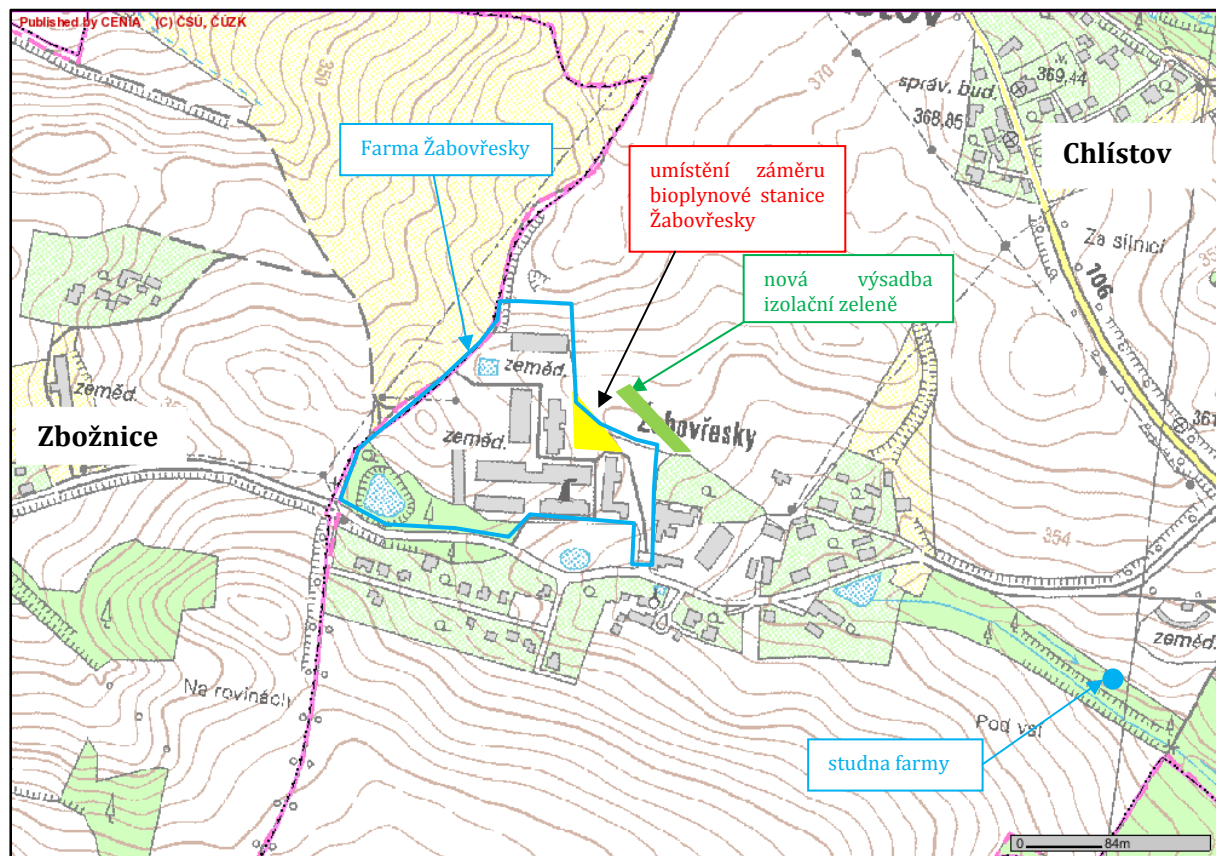 Published by CENIA (C) ČSÚ, ČÚZK
350
370
správ. bud.
v.
369,44
368,85
Chlístov
Farma Žabovřesky
umístění záměru
bioplynové stanice
Žabovřesky
nová výsadba
izolační zeleně
Za silnicí
106
zeměd.
zeměd.
zeměd.
Zbožnice
Žabovřesky
354
zeměd.
Na rovinách
Pod vsí
studna farmy
0 84m